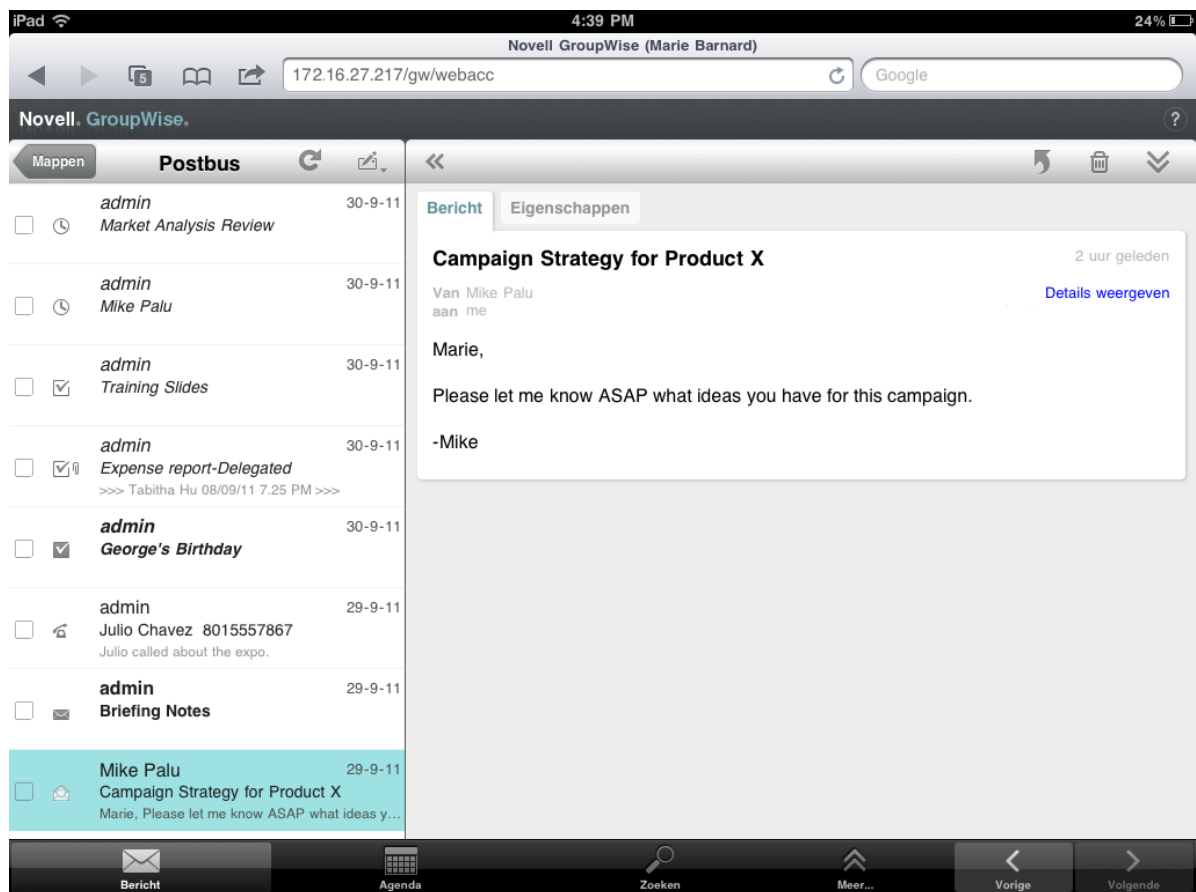 iPad 4:39 PM 24%
Novell GroupWise (Marie Barnard)
5 172.16.27.217/gw/webacc Google
Novell. GroupWise. ?
Mappen Postbus
admin 30-9-11
Market Analysis Review
admin 30-9-11
Mike Palu
admin 30-9-11
Training Slides
admin 30-9-11
Expense report-Delegated
>>> Tabitha Hu 08/09/11 7.25 PM >>>
admin 30-9-11
George's Birthday
admin 29-9-11
Julio Chavez 8015557867
Julio called about the expo.
admin 29-9-11
Briefing Notes
Mike Palu 29-9-11
Campaign Strategy for Product X
Marie, Please let me know ASAP what ideas y...
Bericht Eigenschappen
Campaign Strategy for Product X 2 uur geleden
Van Mike Palu Details weergeven
aan me
Marie,
Please let me know ASAP what ideas you have for this campaign.
-Mike
Bericht Agenda Zoeken Meer... Vorige Volgende